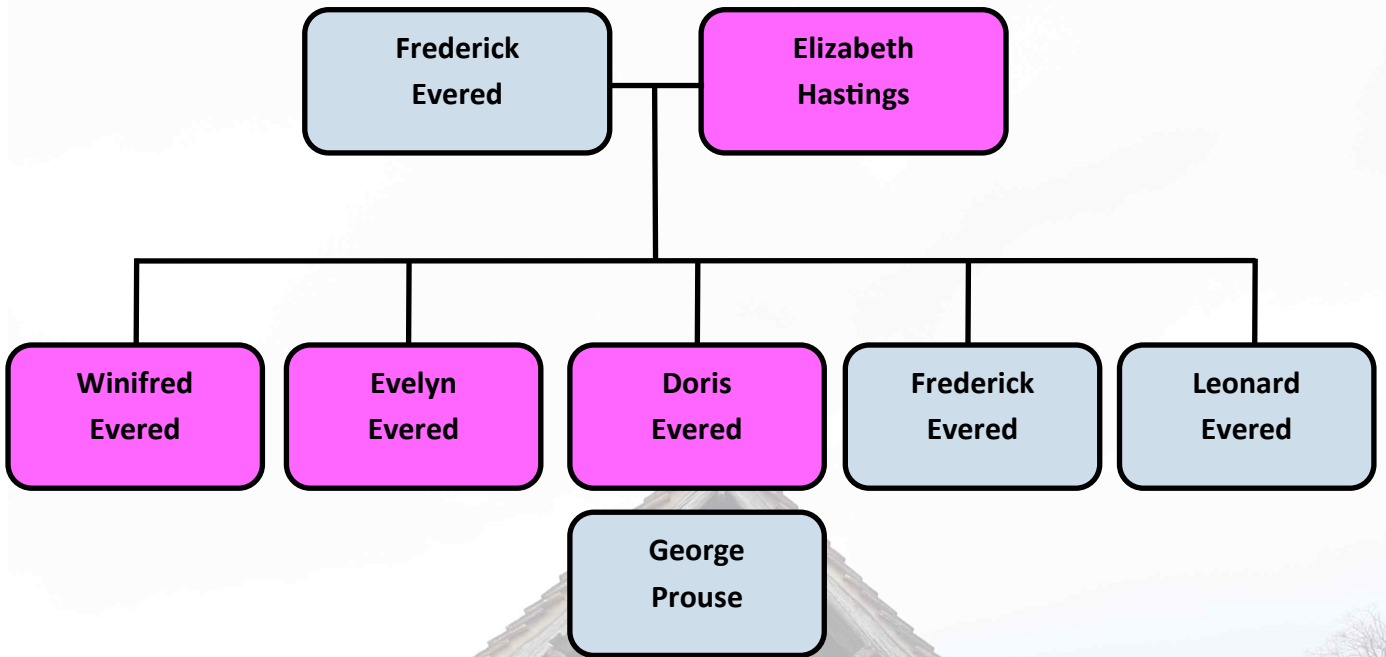 Frederick
Evered
Elizabeth
Hastings
Winifred
Evered
Evelyn
Evered
Doris
Evered
Frederick
Evered
Leonard
Evered
George
Prouse